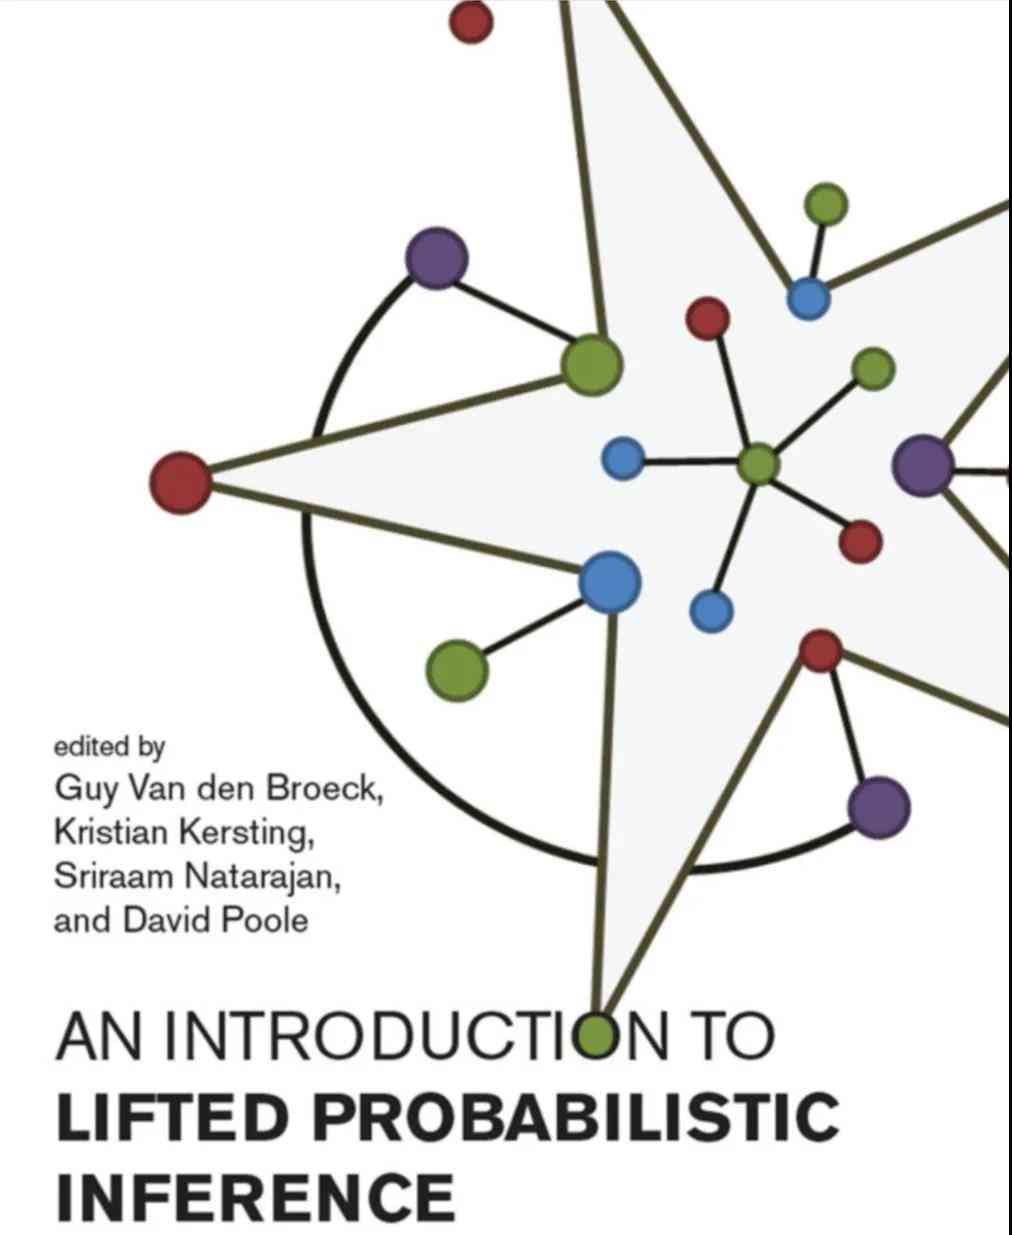 edited by
Guy Van den Broeck,
Kristian Kersting,
Sriraam Natarajan,
and David Poole
AN INTRODUCTION TO
LIFTED PROBABILISTIC
INFERENCE